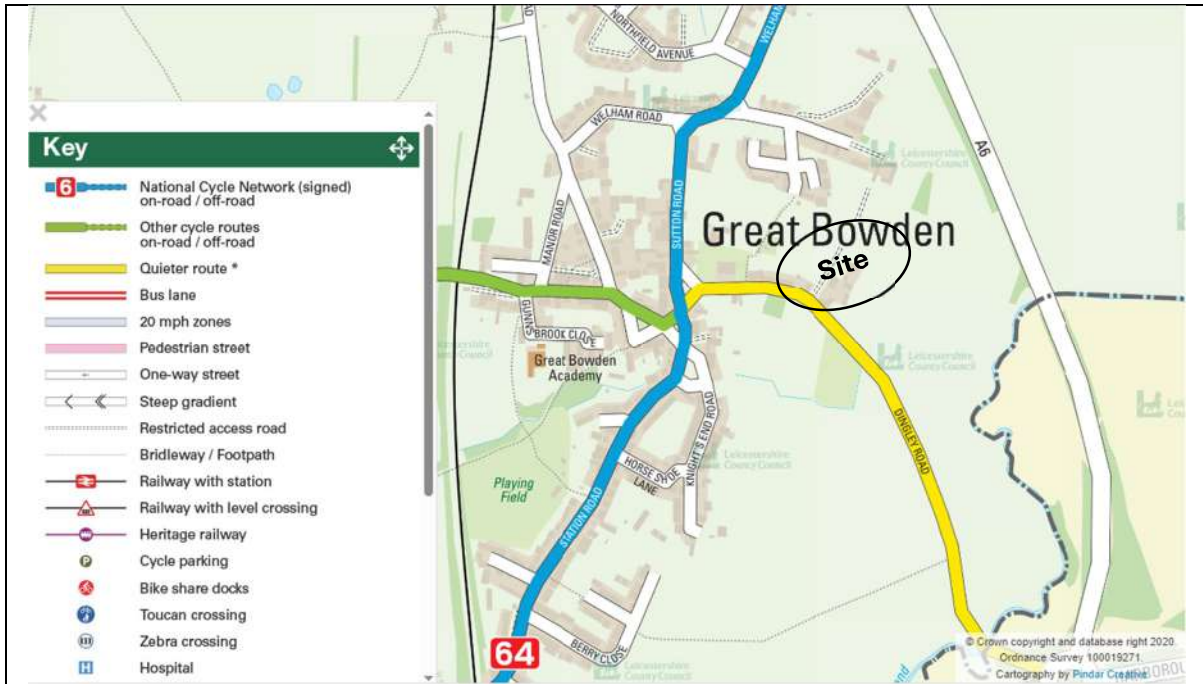 Key
6
National Cycle Network (signed)
on-road / off-road
Other cycle routes
on-road / off-road
Quieter route *
Bus lane
20 mph zones
Pedestrian street
One-way street
Steep gradient
Restricted access road
Bridleway / Footpath
Railway with station
Railway with level crossing
Heritage railway
P
Cycle parking
Bike share docks
Toucan crossing
Zebra crossing
H
Hospital
NORTHFIELD AVENUE
WELHAM
WELHAM ROAD
A6
MANOR ROAD
SUTTON ROAD
Great Bowden
Site
GUNNS
BROOK CLOSE
Great Bowden
Academy
Leicestershire
County Council
KNIGHT'S END ROAD
HORSE SHOE
LANE
DINGLEY ROAD
Playing
Field
STATION ROAD
BERRY CLOSE
64
© Crown copyright and database right 2020.
Ordnance Survey 100019271.
Cartography by Pindar Creative